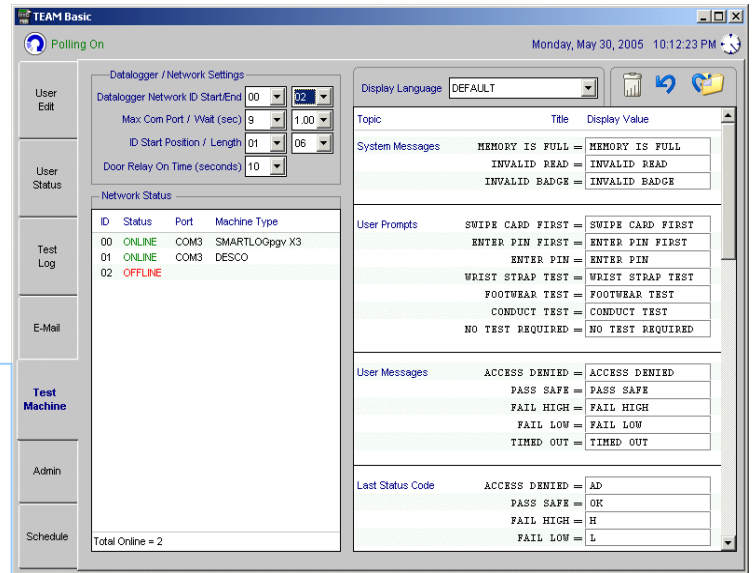 TEAM Basic
Polling On
Monday, May 30, 2005 10:12:23 PM
User Edit
User Status
Test Log
E-Mail
Test Machine
Admin
Schedule
Datalogger / Network Settings
Datalogger Network ID Start/End 00 02
Max Com Port / Wait (sec) 9 1.00
ID Start Position / Length 01 06
Door Relay On Time (seconds) 10
Network Status
ID Status Port Machine Type
00 ONLINE COM3 SMARTLOGpgv X3
01 ONLINE COM3 DESCO
02 OFFLINE
Total Online = 2
Display Language DEFAULT
Topic Title Display Value
System Messages MEMORY IS FULL = MEMORY IS FULL
INVALID READ = INVALID READ
INVALID BADGE = INVALID BADGE
User Prompts SWIPE CARD FIRST = SWIPE CARD FIRST
ENTER PIN FIRST = ENTER PIN FIRST
ENTER PIN = ENTER PIN
WRIST STRAP TEST = WRIST STRAP TEST
FOOTWEAR TEST = FOOTWEAR TEST
CONDUCT TEST = CONDUCT TEST
NO TEST REQUIRED = NO TEST REQUIRED
User Messages ACCESS DENIED = ACCESS DENIED
PASS SAFE = PASS SAFE
FAIL HIGH = FAIL HIGH
FAIL LOW = FAIL LOW
TIMED OUT = TIMED OUT
Last Status Code ACCESS DENIED = AD
PASS SAFE = OK
FAIL HIGH = H
FAIL LOW = L